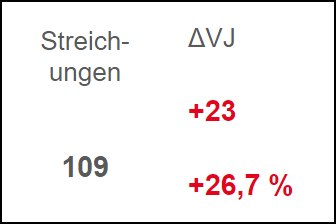 Streich-
ungen
109
ΔVJ
+23
+26,7 %